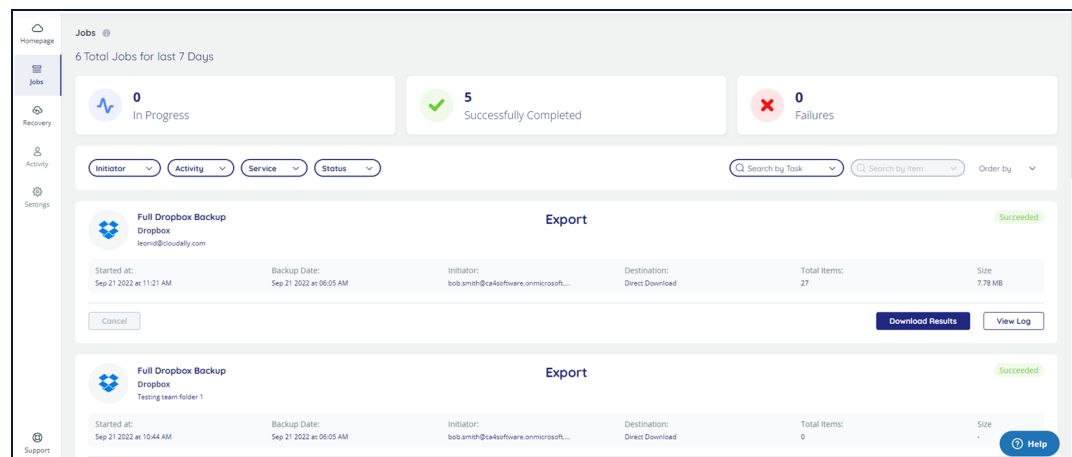 Homepage
Jobs
Recovery
Activity
Settings
Support
Jobs
6 Total Jobs for last 7 Days
0
In Progress
5
Successfully Completed
0
Failures
Initiator
Activity
Service
Status
Search by Task
Search by Item
Order by
Full Dropbox Backup
Dropbox
leonid@cloudally.com
Export
Succeeded
Started at: Backup Date: Initiator: Destination: Total Items: Size
Sep 21 2022 at 11:21 AM Sep 21 2022 at 06:05 AM bob.smith@ca4software.onmicrosoft.... Direct Download 27 7.78 MB
Cancel
Download Results
View Log
Full Dropbox Backup
Dropbox
Testing team folder 1
Export
Succeeded
Started at: Backup Date: Initiator: Destination: Total Items: Size
Sep 21 2022 at 10:44 AM Sep 21 2022 at 06:05 AM bob.smith@ca4software.onmicrosoft.... Direct Download 0 -
Help